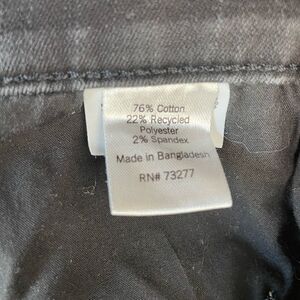 76% Cotton
22% Recycled
Polyester
2% Spandex
Made in Bangladesh
RN# 73277